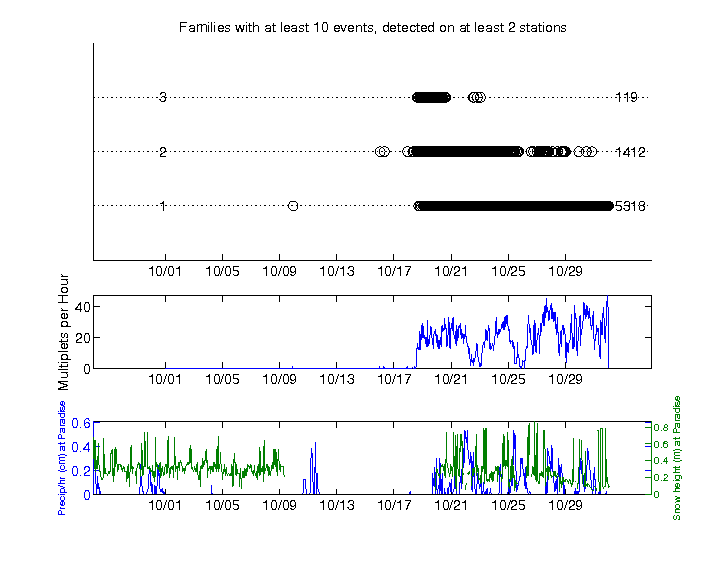 Families with at least 10 events, detected on at least 2 stations
3 119
2 1412
1 5318
10/01 10/05 10/09 10/13 10/17 10/21 10/25 10/29
Multiplets per Hour
40
20
0
10/01 10/05 10/09 10/13 10/17 10/21 10/25 10/29
Precip/hr (cm) at Paradise
0.6
0.4
0.2
0
0.8
0.6
0.4
0.2
0
Snow height (m) at Paradise
10/01 10/05 10/09 10/13 10/17 10/21 10/25 10/29